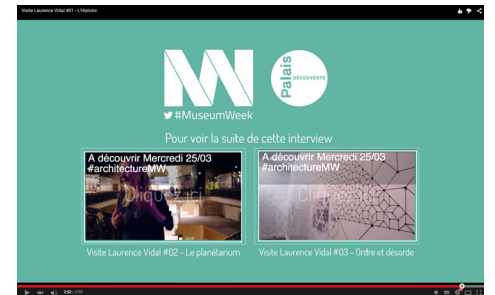 Visite Laurence Vidal #01 - L'Histoire
#MuseumWeek
Palais
DÉCOUVERTE
Pour voir la suite de cette interview
A découvrir Mercredi 25/03
#architectureMW
Cliquez ici
A découvrir Mercredi 25/03
#architectureMW
Cliquez ici
Visite Laurence Vidal #02 - Le planétarium
Visite Laurence Vidal #03 - Ordre et désorde